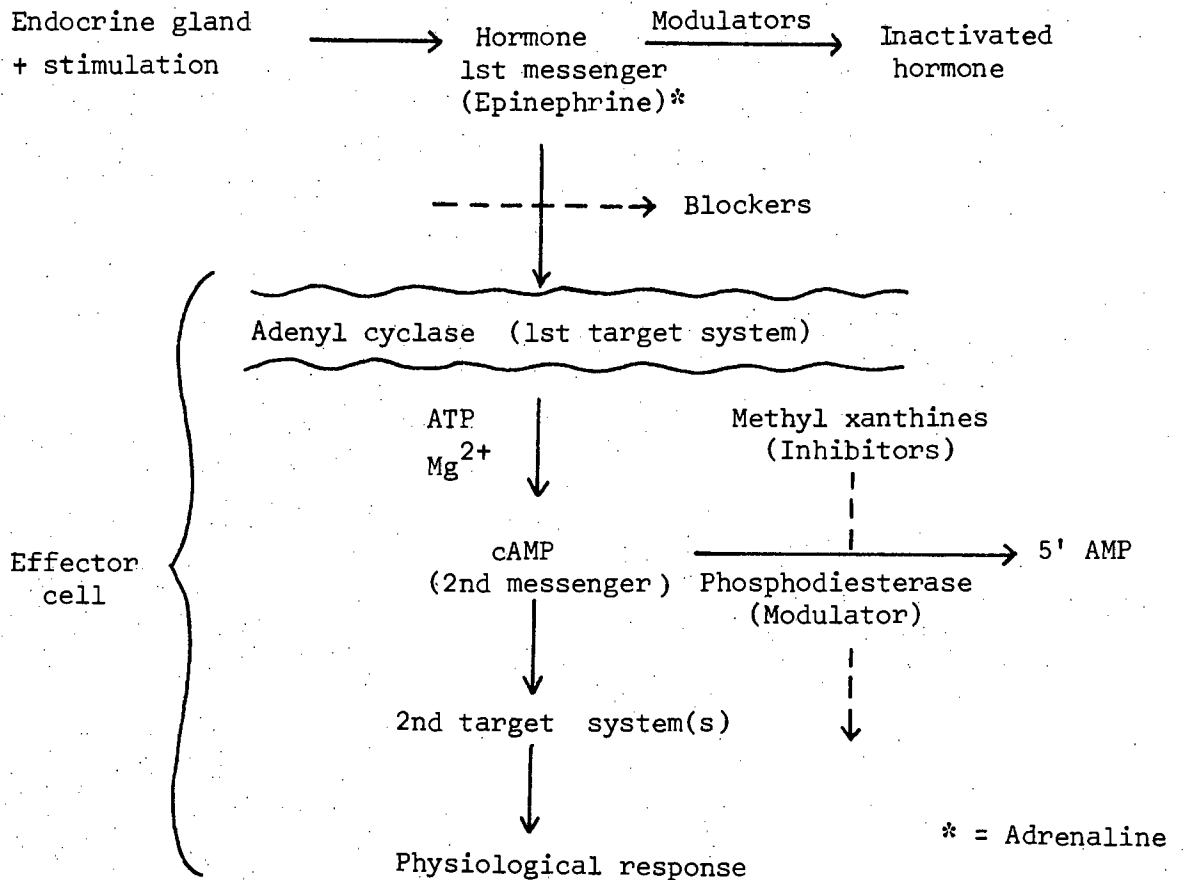 Endocrine gland
+ stimulation
Hormone
1st messenger
(Epinephrine)*
Modulators
Inactivated
hormone
Blockers
Adenyl cyclase (1st target system)
ATP
Mg2+
Methyl xanthines
(Inhibitors)
Effector
cell
cAMP
(2nd messenger)
5' AMP
Phosphodiesterase
(Modulator)
2nd target system(s)
Physiological response
* = Adrenaline